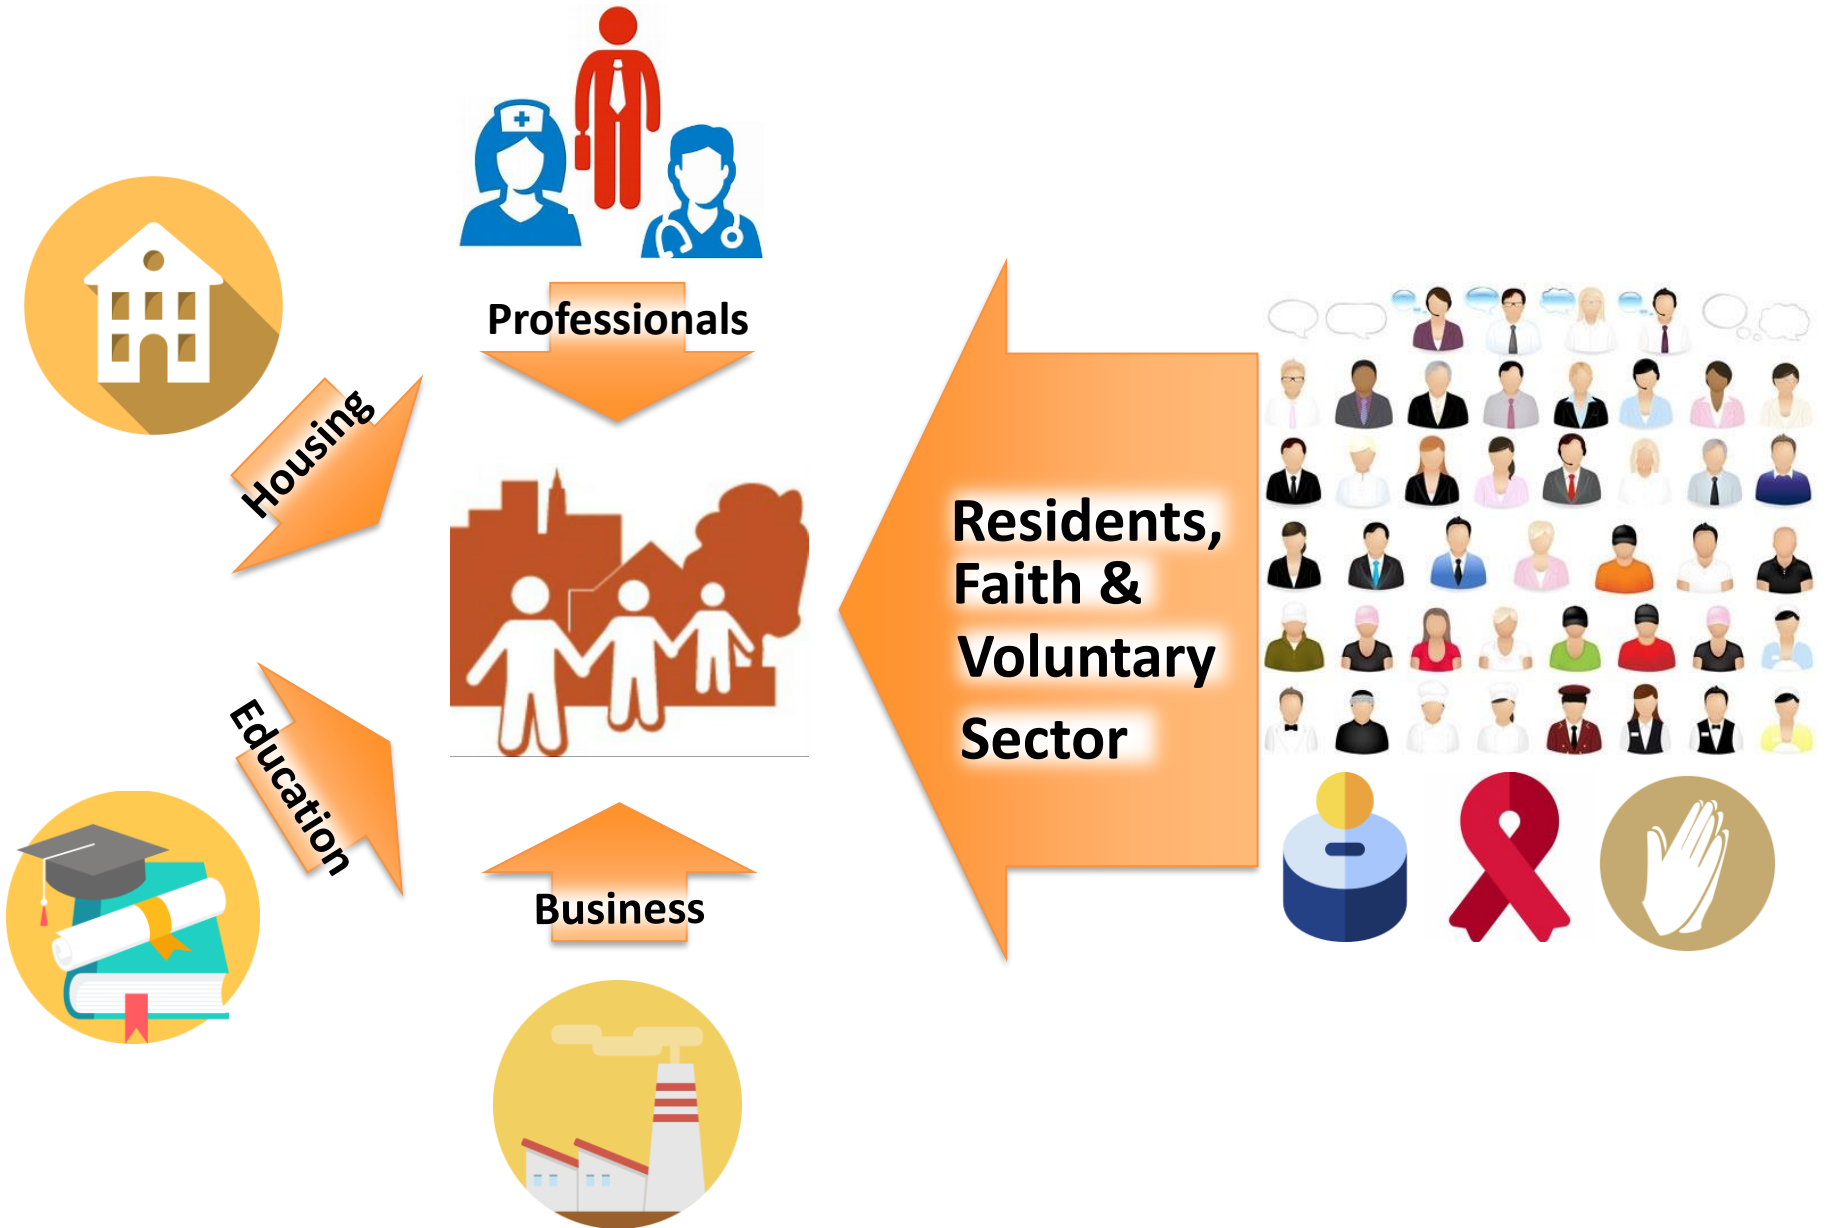 Professionals
Housing
Residents,
Faith &
Voluntary
Sector
Education
Business